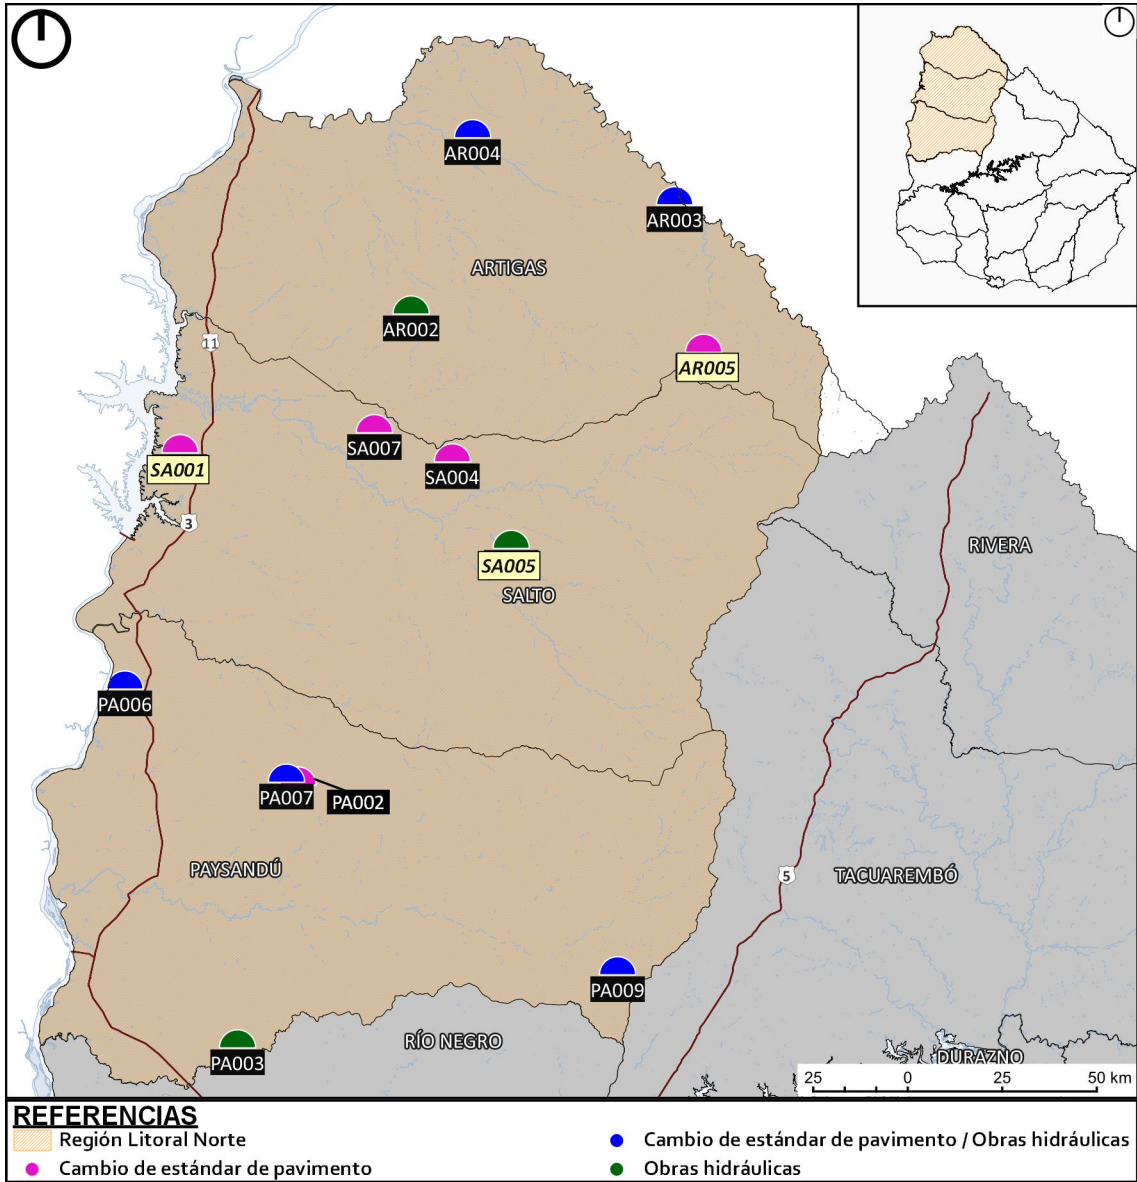 AR004
AR003
ARTIGAS
AR002
11
AR005
SA007
SA001
SA004
3
RIVERA
SA005
SALTO
PA006
PA007
PA002
PAYSANDÚ
5
TACUAREMBÓ
PA009
RÍO NEGRO
PA003
DURAZNO
25 0 25 50 km
REFERENCIAS
Región Litoral Norte
Cambio de estándar de pavimento / Obras hidráulicas
Cambio de estándar de pavimento
Obras hidráulicas